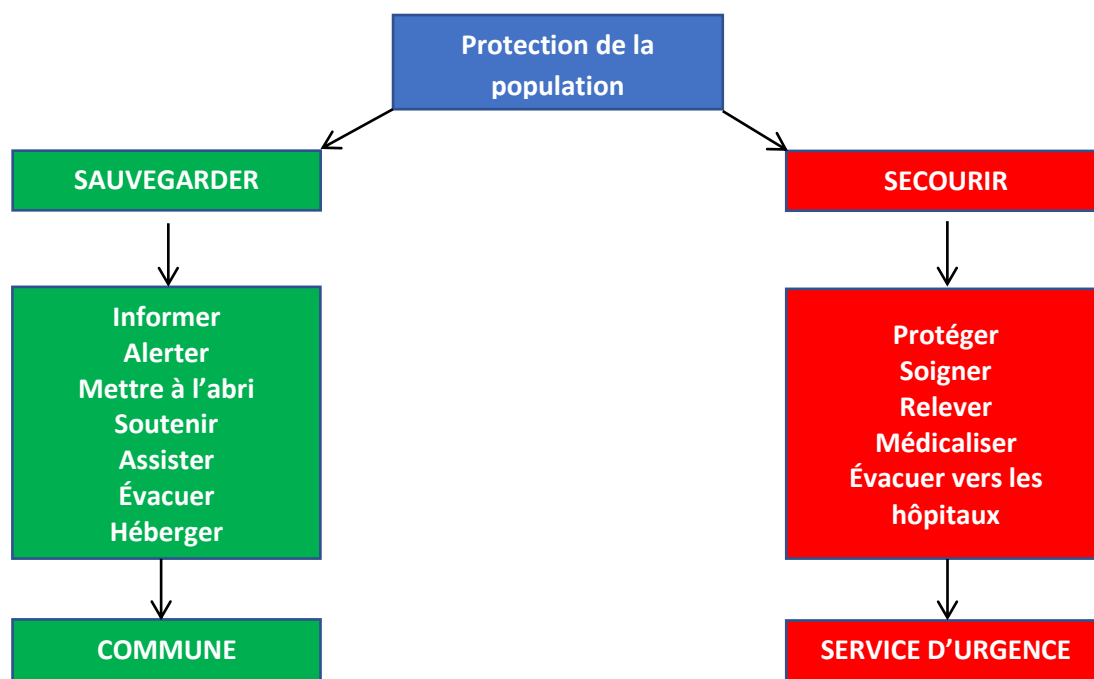 Protection de la
population
SAUVEGARDER
SECOURIR
Informer
Alerter
Mettre à l’abri
Soutenir
Assister
Évacuer
Héberger
Protéger
Soigner
Relever
Médicaliser
Évacuer vers les
hôpitaux
COMMUNE
SERVICE D’URGENCE